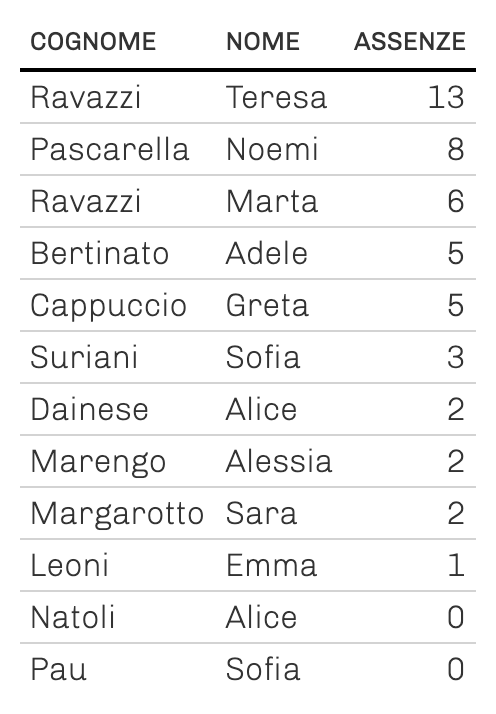 COGNOME NOME ASSENZE
Ravazzi Teresa 13
Pascarella Noemi 8
Ravazzi Marta 6
Bertinato Adele 5
Cappuccio Greta 5
Suriani Sofia 3
Dainese Alice 2
Marengo Alessia 2
Margarotto Sara 2
Leoni Emma 1
Natoli Alice 0
Pau Sofia 0